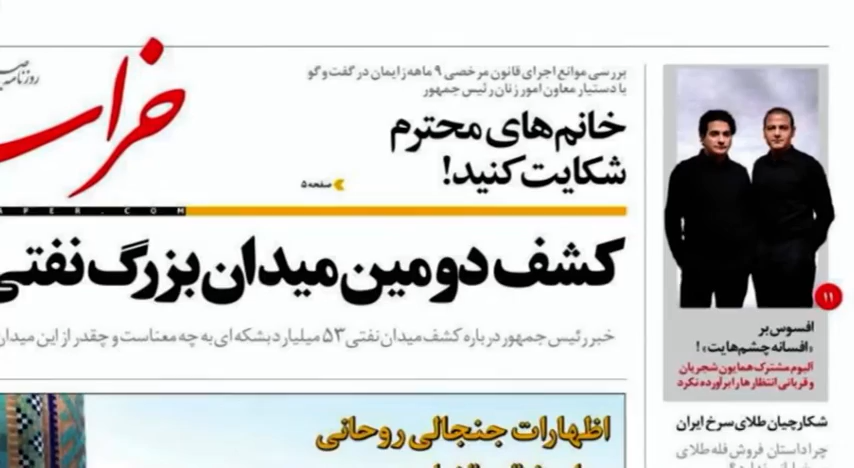 روزنامه
خراسـ
بررسی موانع اجرای قانون مرخصی ۹ ماهه زایمان در گفت و گو
با دستیار معاون امور زنان رئیس جمهور
خانم های محترم
شکایت کنید!
صفحه ۵
A P E R . C O M
کشف دومین میدان بزرگ نفتی
خبر رئیس جمهور درباره کشف میدان نفتی ۵۳ میلیارد بشکه ای به چه معناست و چقدر از این میدان
اظهارات جنجالی روحانی
۱۱
افسوس بر
«افسانه چشم‌هایت»!
آلبوم مشترک همایون شجریان
و قربانی انتظارها را برآورده نکرد
شکارچیان طلای سرخ ایران
چرا داستان فروش فله طلای